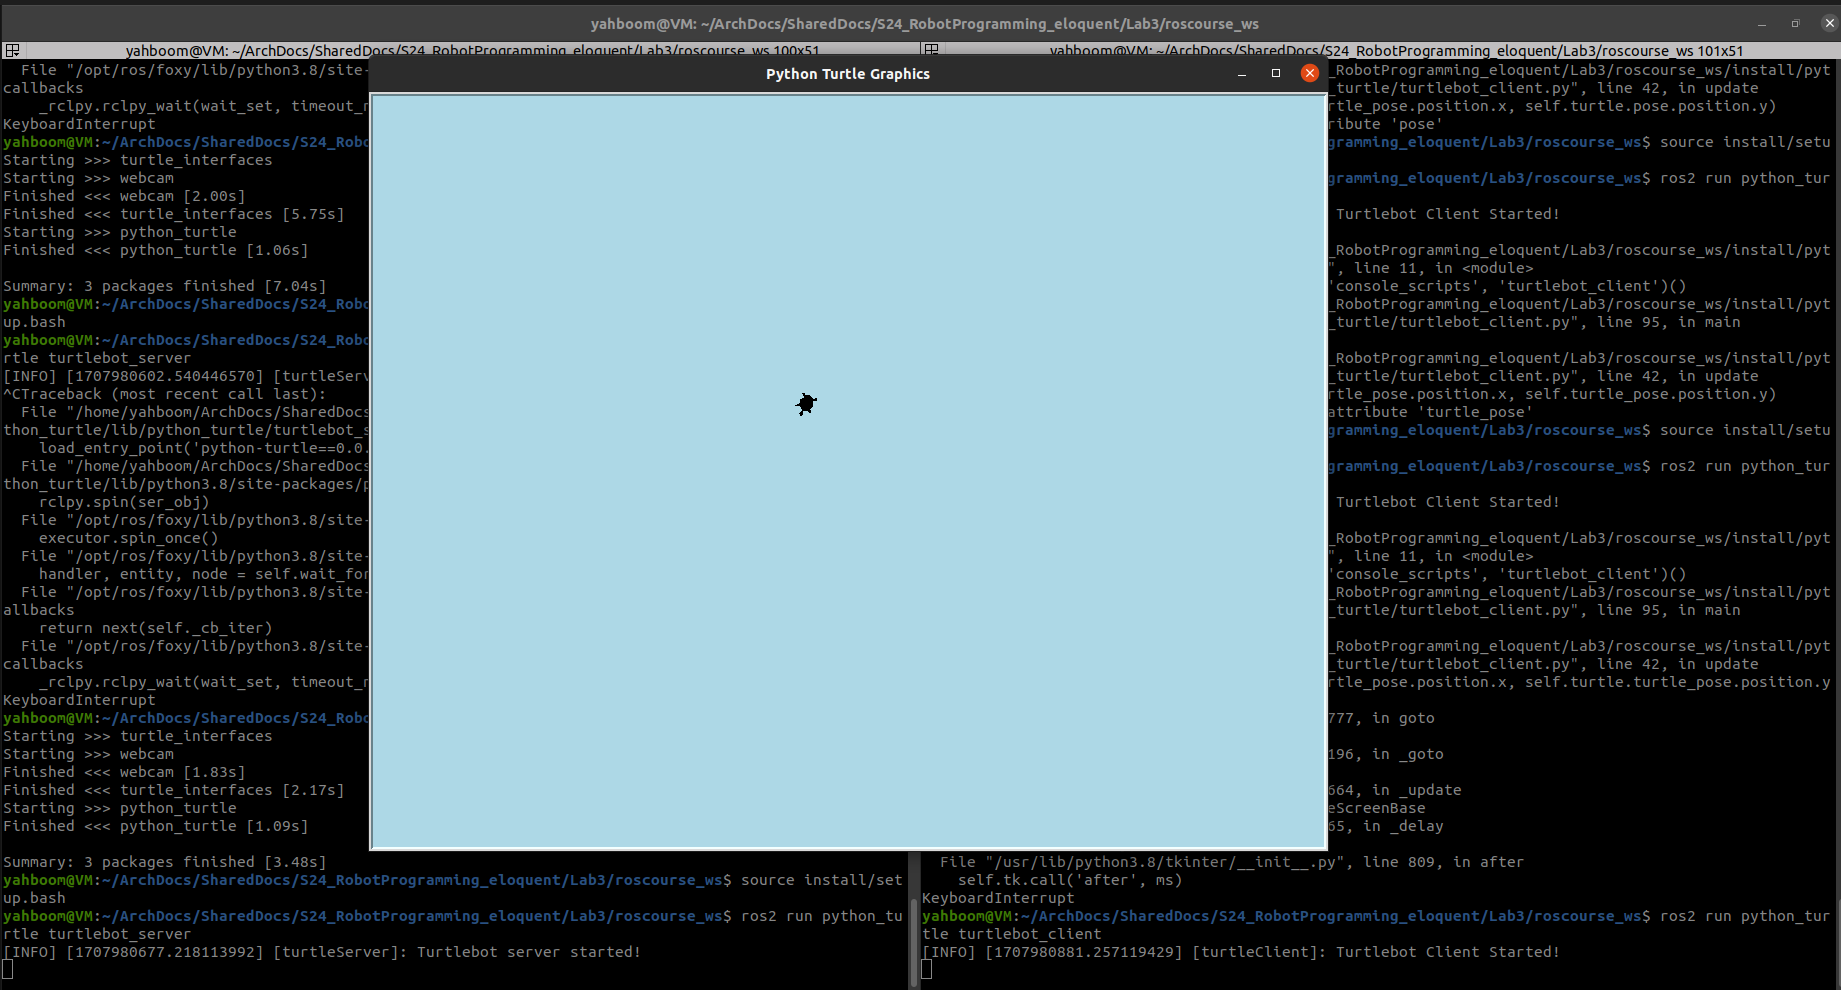 yahboom@VM: ~/ArchDocs/SharedDocs/S24_RobotProgramming_eloquent/Lab3/roscourse_ws
yahboom@VM: ~/ArchDocs/SharedDocs/S24_RobotProgramming_eloquent/Lab3/roscourse_ws 100x51
File "/opt/ros/foxy/lib/python3.8/site-
callbacks
_rclpy.rclpy_wait(wait_set, timeout_
KeyboardInterrupt
yahboom@VM:~/ArchDocs/SharedDocs/S24_Rob
Starting >>> turtle_interfaces
Starting >>> webcam
Finished <<< webcam [2.00s]
Finished <<< turtle_interfaces [5.75s]
Starting >>> python_turtle
Finished <<< python_turtle [1.06s]
Summary: 3 packages finished [7.04s]
yahboom@VM:~/ArchDocs/SharedDocs/S24_Rob
up.bash
yahboom@VM:~/ArchDocs/SharedDocs/S24_Rob
rtle turtlebot_server
[INFO] [1707980602.540446570] [turtleServ
^CTraceback (most recent call last):
File "/home/yahboom/ArchDocs/SharedDocs
thon_turtle/lib/python_turtle/turtlebot_s
load_entry_point('python-turtle==0.0.
File "/home/yahboom/ArchDocs/SharedDocs
thon_turtle/lib/python3.8/site-packages/p
rclpy.spin(ser_obj)
File "/opt/ros/foxy/lib/python3.8/site-
executor.spin_once()
File "/opt/ros/foxy/lib/python3.8/site-
handler, entity, node = self.wait_for
File "/opt/ros/foxy/lib/python3.8/site-
allbacks
return next(self._cb_iter)
File "/opt/ros/foxy/lib/python3.8/site-
callbacks
_rclpy.rclpy_wait(wait_set, timeout_
KeyboardInterrupt
yahboom@VM:~/ArchDocs/SharedDocs/S24_Rob
Starting >>> turtle_interfaces
Starting >>> webcam
Finished <<< webcam [1.83s]
Finished <<< turtle_interfaces [2.17s]
Starting >>> python_turtle
Finished <<< python_turtle [1.09s]
Summary: 3 packages finished [3.48s]
yahboom@VM:~/ArchDocs/SharedDocs/S24_RobotProgramming_eloquent/Lab3/roscourse_ws$ source install/set
up.bash
yahboom@VM:~/ArchDocs/SharedDocs/S24_RobotProgramming_eloquent/Lab3/roscourse_ws$ ros2 run python_tu
rtle turtlebot_server
[INFO] [1707980677.218113992] [turtleServer]: Turtlebot server started!
Python Turtle Graphics
yahboom@VM: ~/ArchDocs/SharedDocs/S24_RobotProgramming_eloquent/Lab3/roscourse_ws 101x51
_RobotProgramming_eloquent/Lab3/roscourse_ws/install/pyt
_turtle/turtlebot_client.py", line 42, in update
rtle_pose.position.x, self.turtle.pose.position.y)
ribute 'pose'
gramming_eloquent/Lab3/roscourse_ws$ source install/setu
gramming_eloquent/Lab3/roscourse_ws$ ros2 run python_tur
Turtlebot Client Started!
_RobotProgramming_eloquent/Lab3/roscourse_ws/install/pyt
", line 11, in <module>
'console_scripts', 'turtlebot_client')()
_RobotProgramming_eloquent/Lab3/roscourse_ws/install/pyt
_turtle/turtlebot_client.py", line 95, in main
_RobotProgramming_eloquent/Lab3/roscourse_ws/install/pyt
_turtle/turtlebot_client.py", line 42, in update
rtle_pose.position.x, self.turtle_pose.position.y)
attribute 'turtle_pose'
gramming_eloquent/Lab3/roscourse_ws$ source install/setu
gramming_eloquent/Lab3/roscourse_ws$ ros2 run python_tur
Turtlebot Client Started!
_RobotProgramming_eloquent/Lab3/roscourse_ws/install/pyt
", line 11, in <module>
'console_scripts', 'turtlebot_client')()
_RobotProgramming_eloquent/Lab3/roscourse_ws/install/pyt
_turtle/turtlebot_client.py", line 95, in main
_RobotProgramming_eloquent/Lab3/roscourse_ws/install/pyt
_turtle/turtlebot_client.py", line 42, in update
rtle_pose.position.x, self.turtle.turtle_pose.position.y
777, in goto
196, in _goto
664, in _update
eScreenBase
65, in _delay
File "/usr/lib/python3.8/tkinter/__init__.py", line 809, in after
self.tk.call('after', ms)
KeyboardInterrupt
yahboom@VM:~/ArchDocs/SharedDocs/S24_RobotProgramming_eloquent/Lab3/roscourse_ws$ ros2 run python_tur
tle turtlebot_client
[INFO] [1707980881.257119429] [turtleClient]: Turtlebot Client Started!